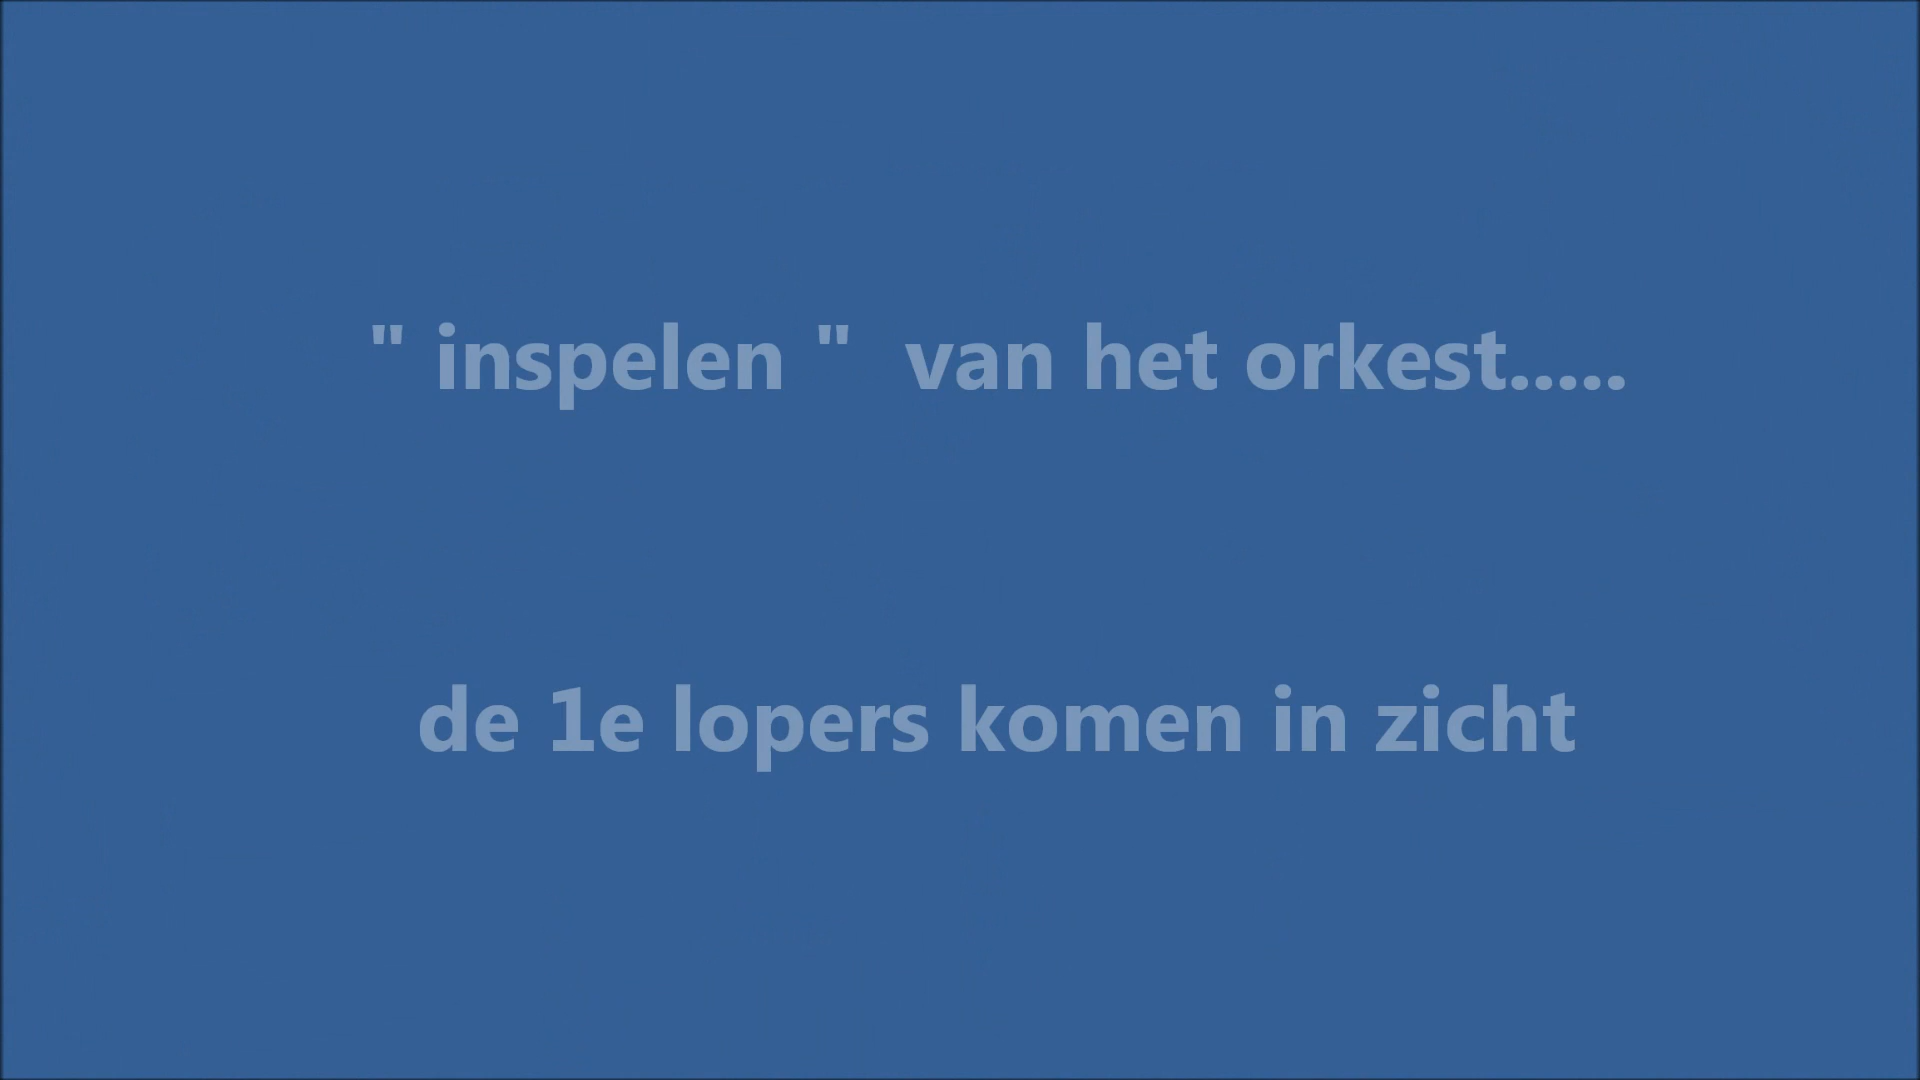 " inspelen "  van het orkest.....
de 1e lopers komen in zicht